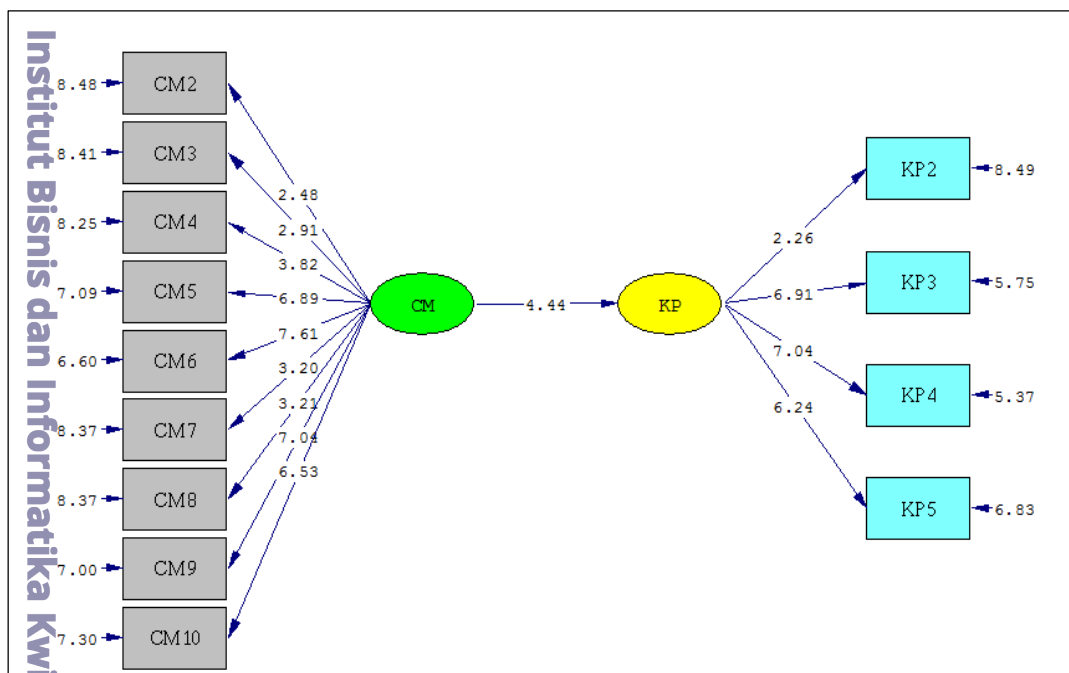 Institut Bisnis dan Informatika Kwi
8.48 CM2
8.41 CM3
8.25 CM4
7.09 CM5
6.60 CM6
8.37 CM7
8.37 CM8
7.00 CM9
7.30 CM10
2.48
2.91
3.82
6.89
7.61
3.20
3.21
7.04
6.53
CM 4.44 KP
2.26
6.91
7.04
6.24
KP2 8.49
KP3 5.75
KP4 5.37
KP5 6.83